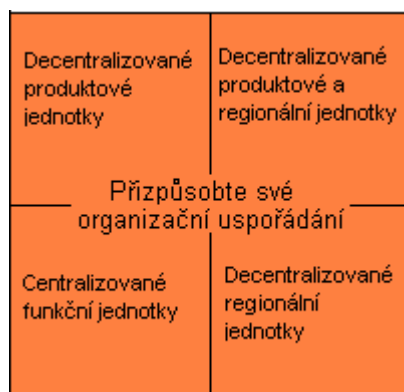 Decentralizované
produktové
jednotky
Decentralizované
produktové a
regionální jednotky
Přizpůsobte své
organizační uspořádání
Centralizované
funkční jednotky
Decentralizované
regionální
jednotky